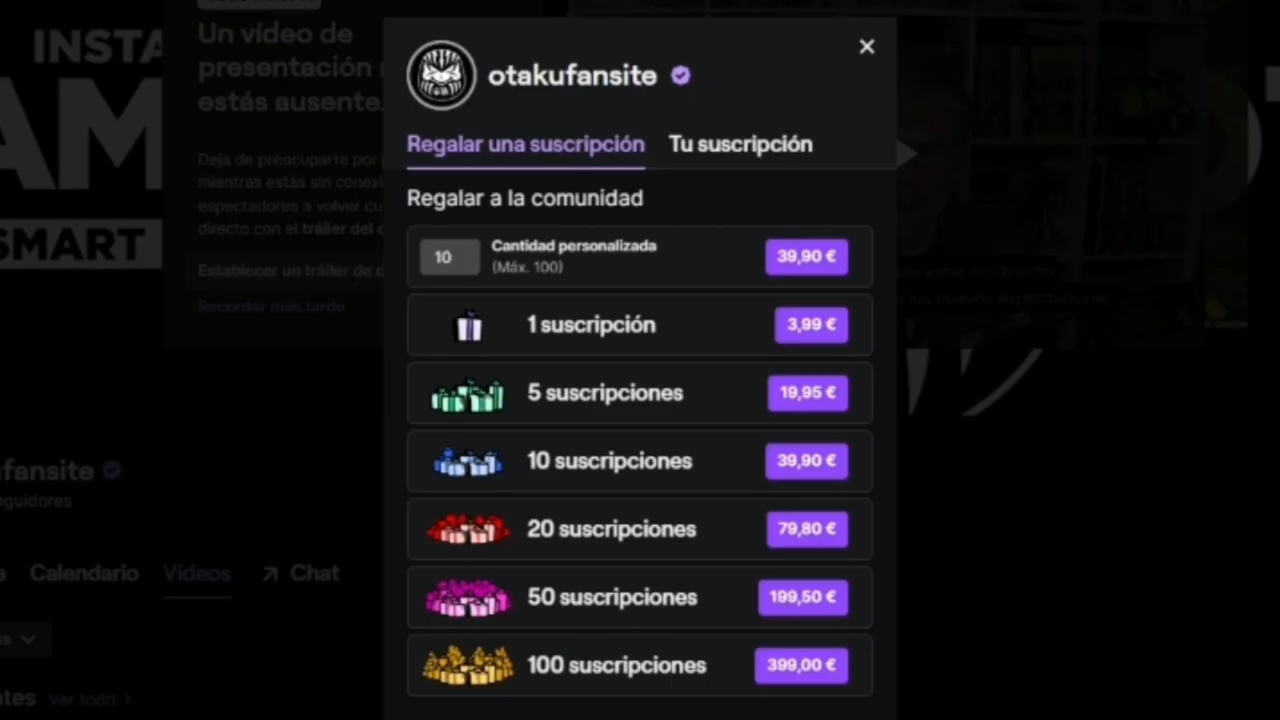 INSTA
AM
SMART
Un vídeo de
presentación
estás ausente.
Deja de preocuparte por
mientras estás sin conexi
espectadores a volver cu
directo con el tráiler del c
Establecer un tráiler de c
Recordar más tarde
otakufansite
Regalar una suscripción
Tu suscripción
Regalar a la comunidad
10
Cantidad personalizada
(Máx. 100)
39,90 €
1 suscripción
3,99 €
5 suscripciones
19,95 €
10 suscripciones
39,90 €
20 suscripciones
79,80 €
50 suscripciones
199,50 €
100 suscripciones
399,00 €
fansite
eguidores
Calendario
Vídeos
Chat
Ver todo